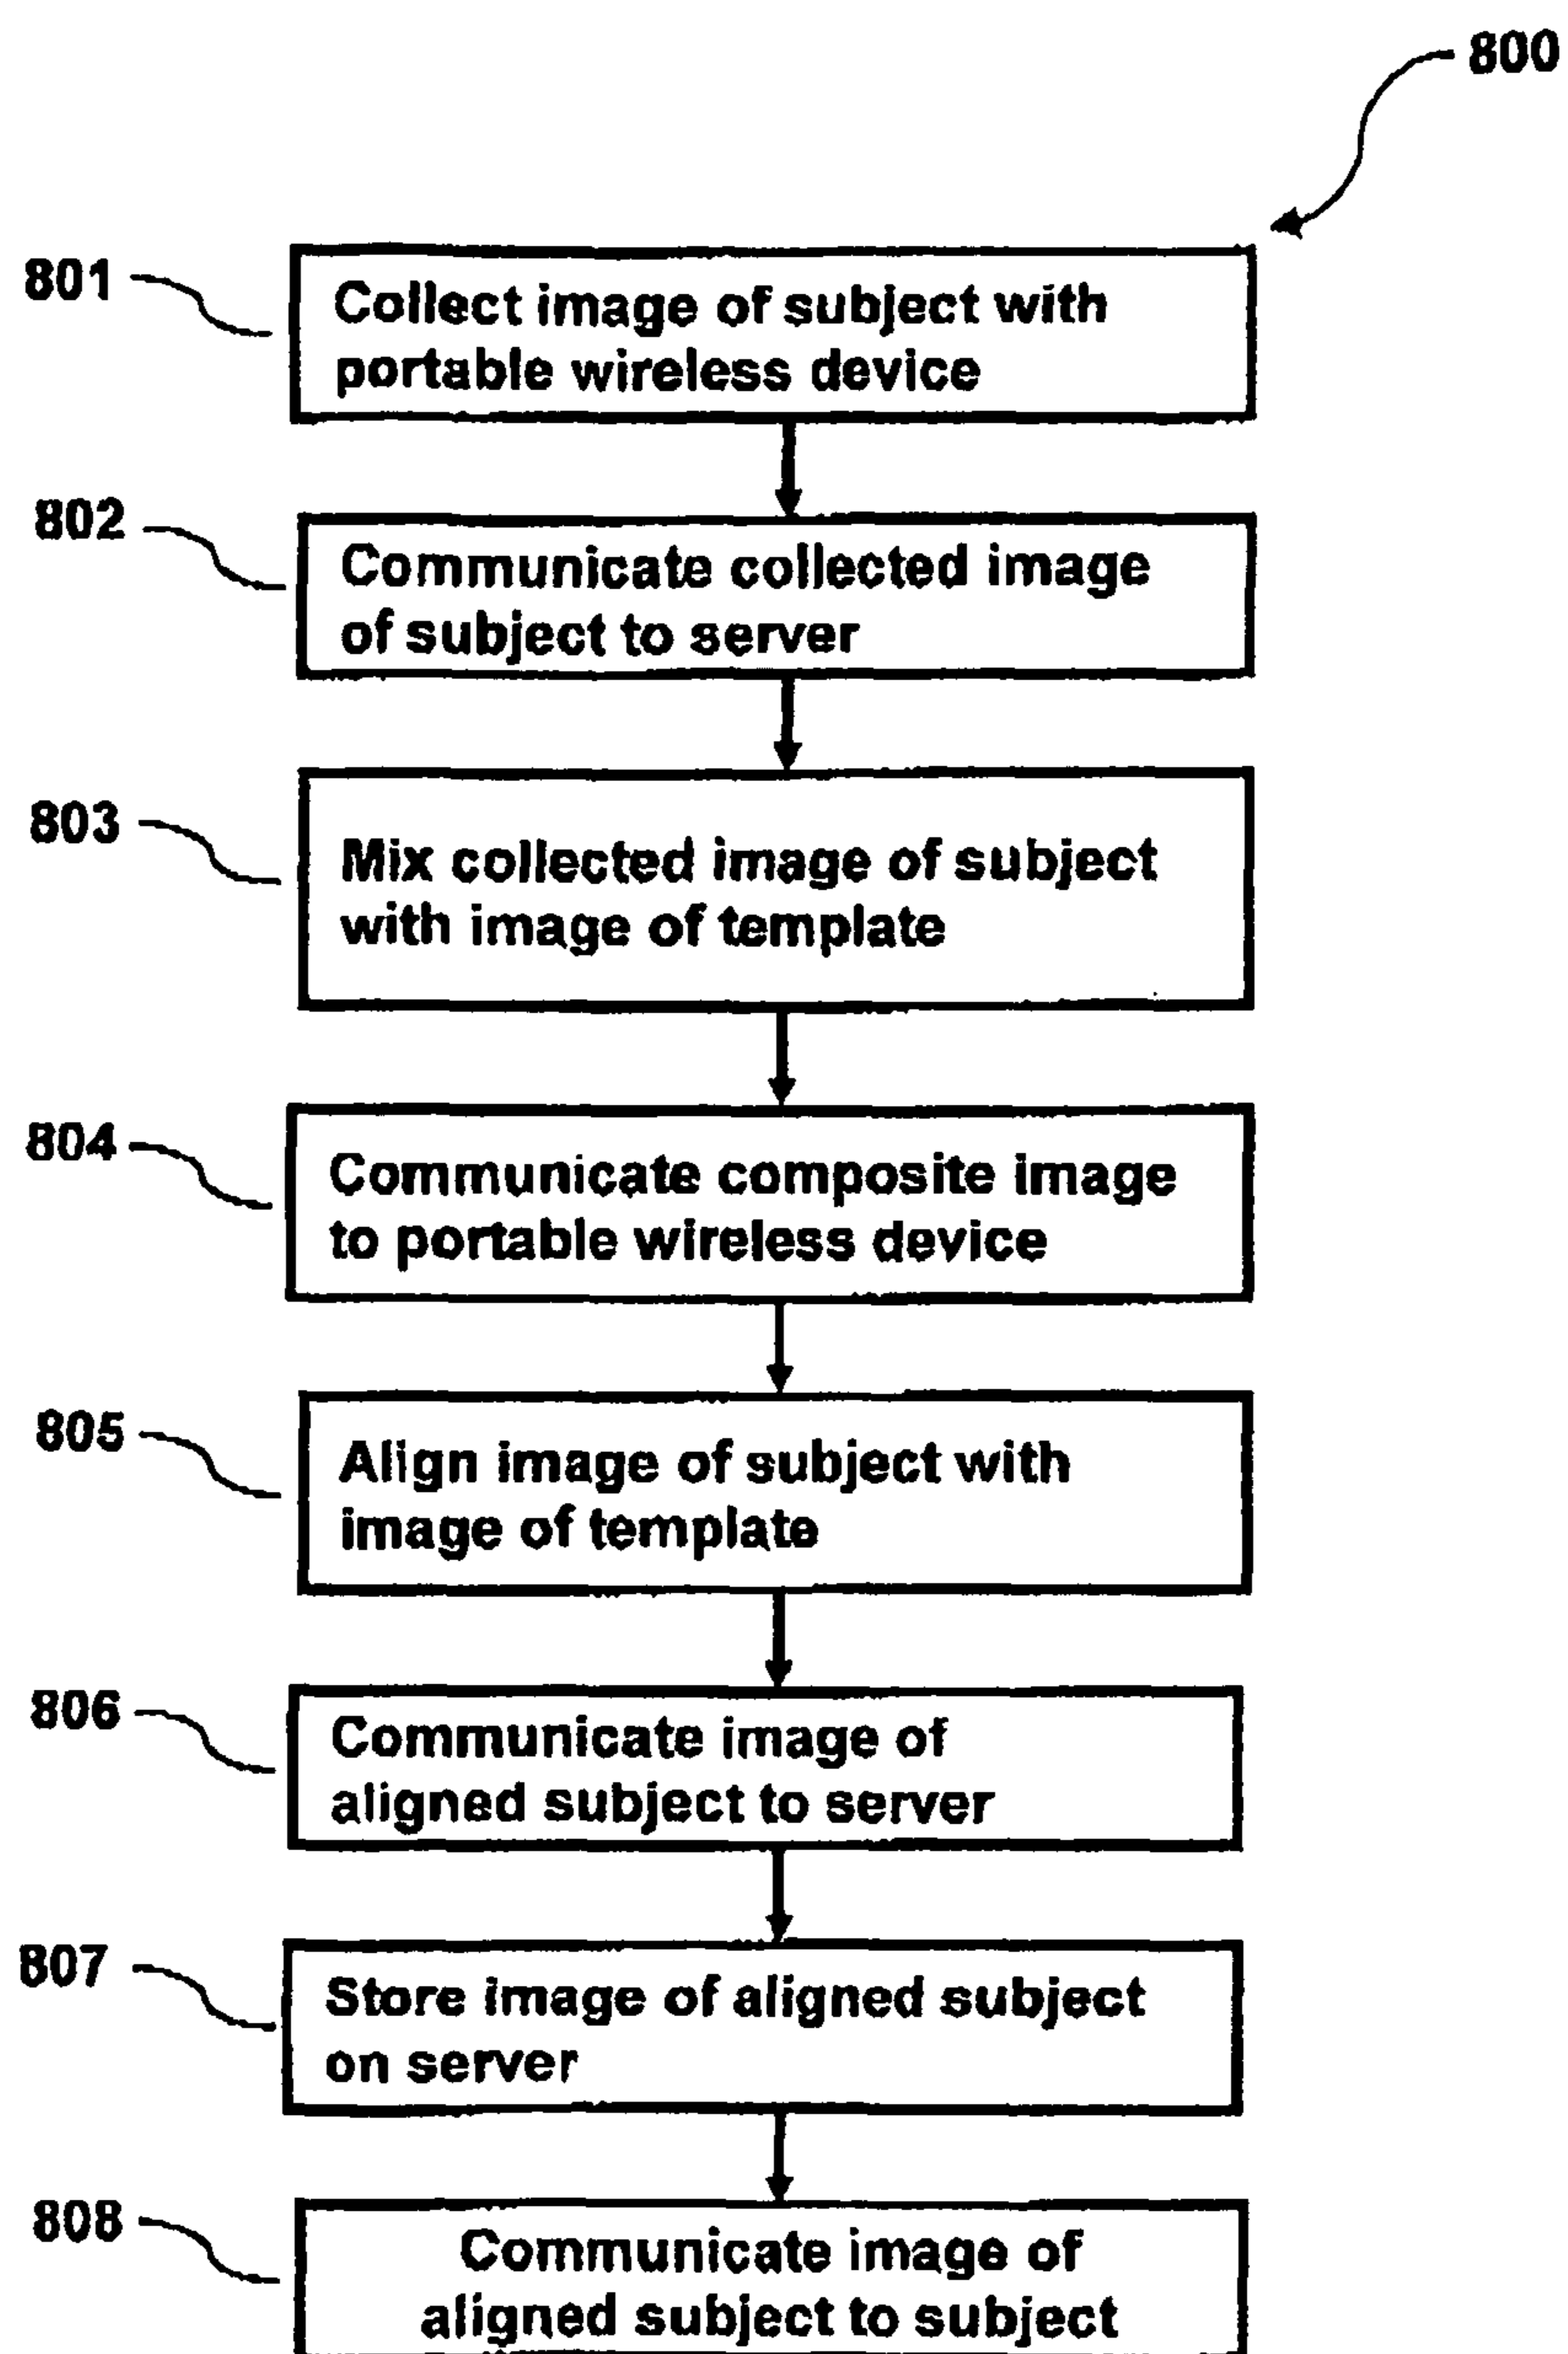 800
801
Collect image of subject with
portable wireless device
802
Communicate collected image
of subject to server
803
Mix collected image of subject
with image of template
804
Communicate composite image
to portable wireless device
805
Align image of subject with
image of template
806
Communicate image of
aligned subject to server
807
Store image of aligned subject
on server
808
Communicate image of
aligned subject to subject